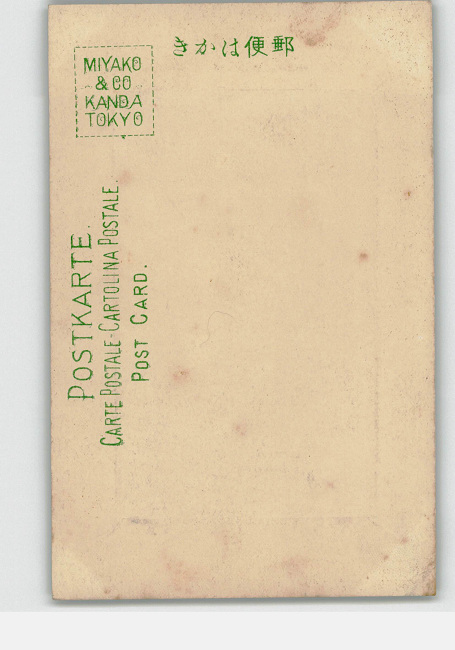 MIYAKO
& CO
KANDA
TOKYO
きかは便郵
POSTKARTE.
CARTE POSTALE-CARTOLINA POSTALE.
POST CARD.